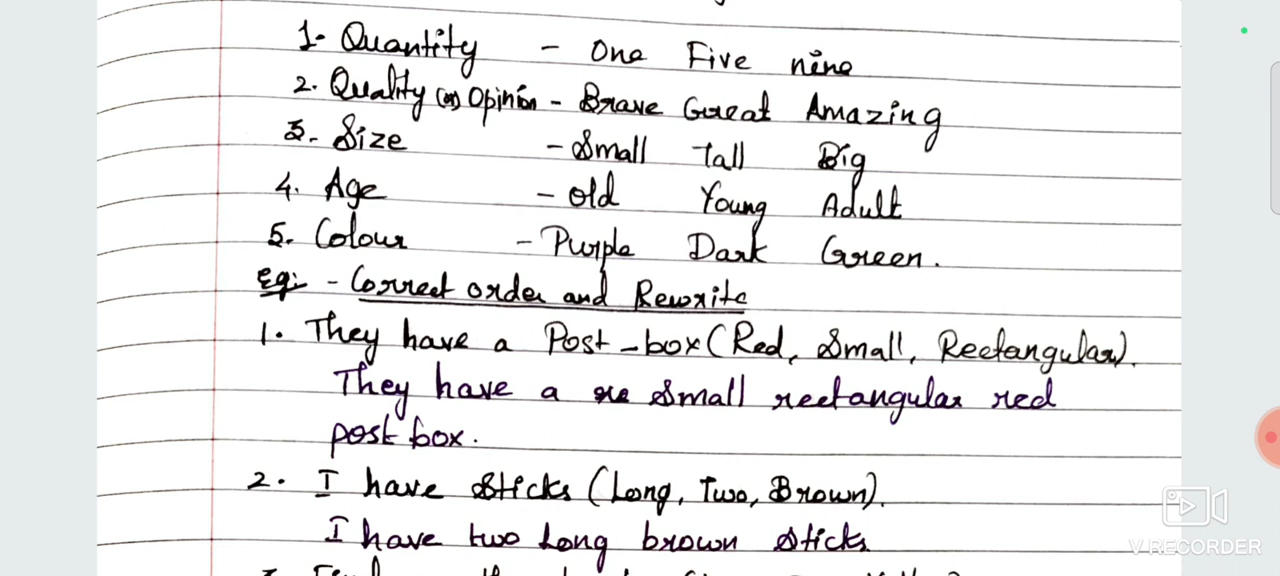 1. Quantity - One Five nine
2. Quality (or) Opinion - Brave Great Amazing
3. Size - Small Tall Big
4. Age - Old Young Adult
5. Colour - Purple Dark Green.
Eg:- Correct order and Rewrite
1. They have a Post-box (Red, Small, Rectangular).
They have a small rectangular red
post box.
2. I have sticks (Long, Two, Brown).
I have two Long brown sticks
V RECORDER